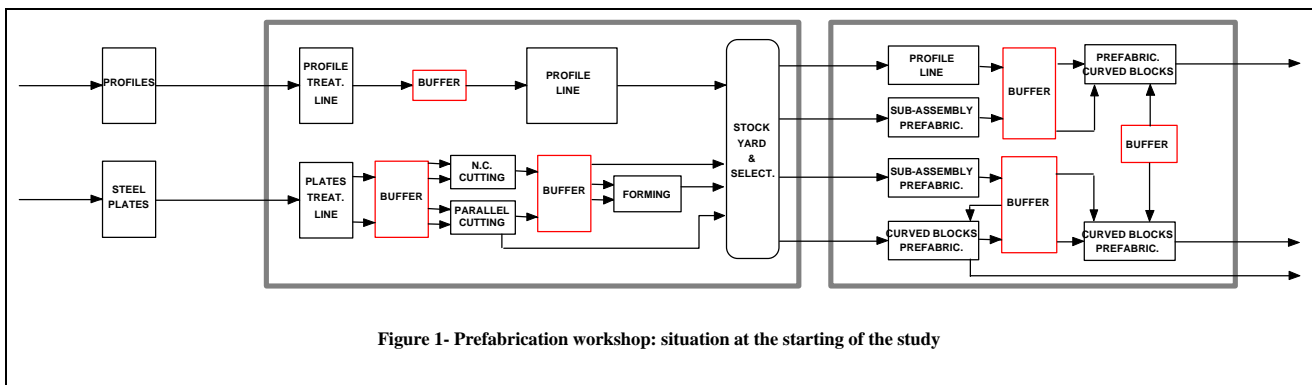 PROFILES
PROFILE
TREAT.
LINE
BUFFER
PROFILE
LINE
STEEL
PLATES
PLATES
TREAT.
LINE
BUFFER
N.C.
CUTTING
PARALLEL
CUTTING
BUFFER
FORMING
STOCK
YARD
&
SELECT.
PROFILE
LINE
SUB-ASSEMBLY
PREFABRIC.
BUFFER
PREFABRIC.
CURVED BLOCKS
BUFFER
SUB-ASSEMBLY
PREFABRIC.
CURVED BLOCKS
PREFABRIC.
BUFFER
CURVED BLOCKS
PREFABRIC.
Figure 1- Prefabrication workshop: situation at the starting of the study